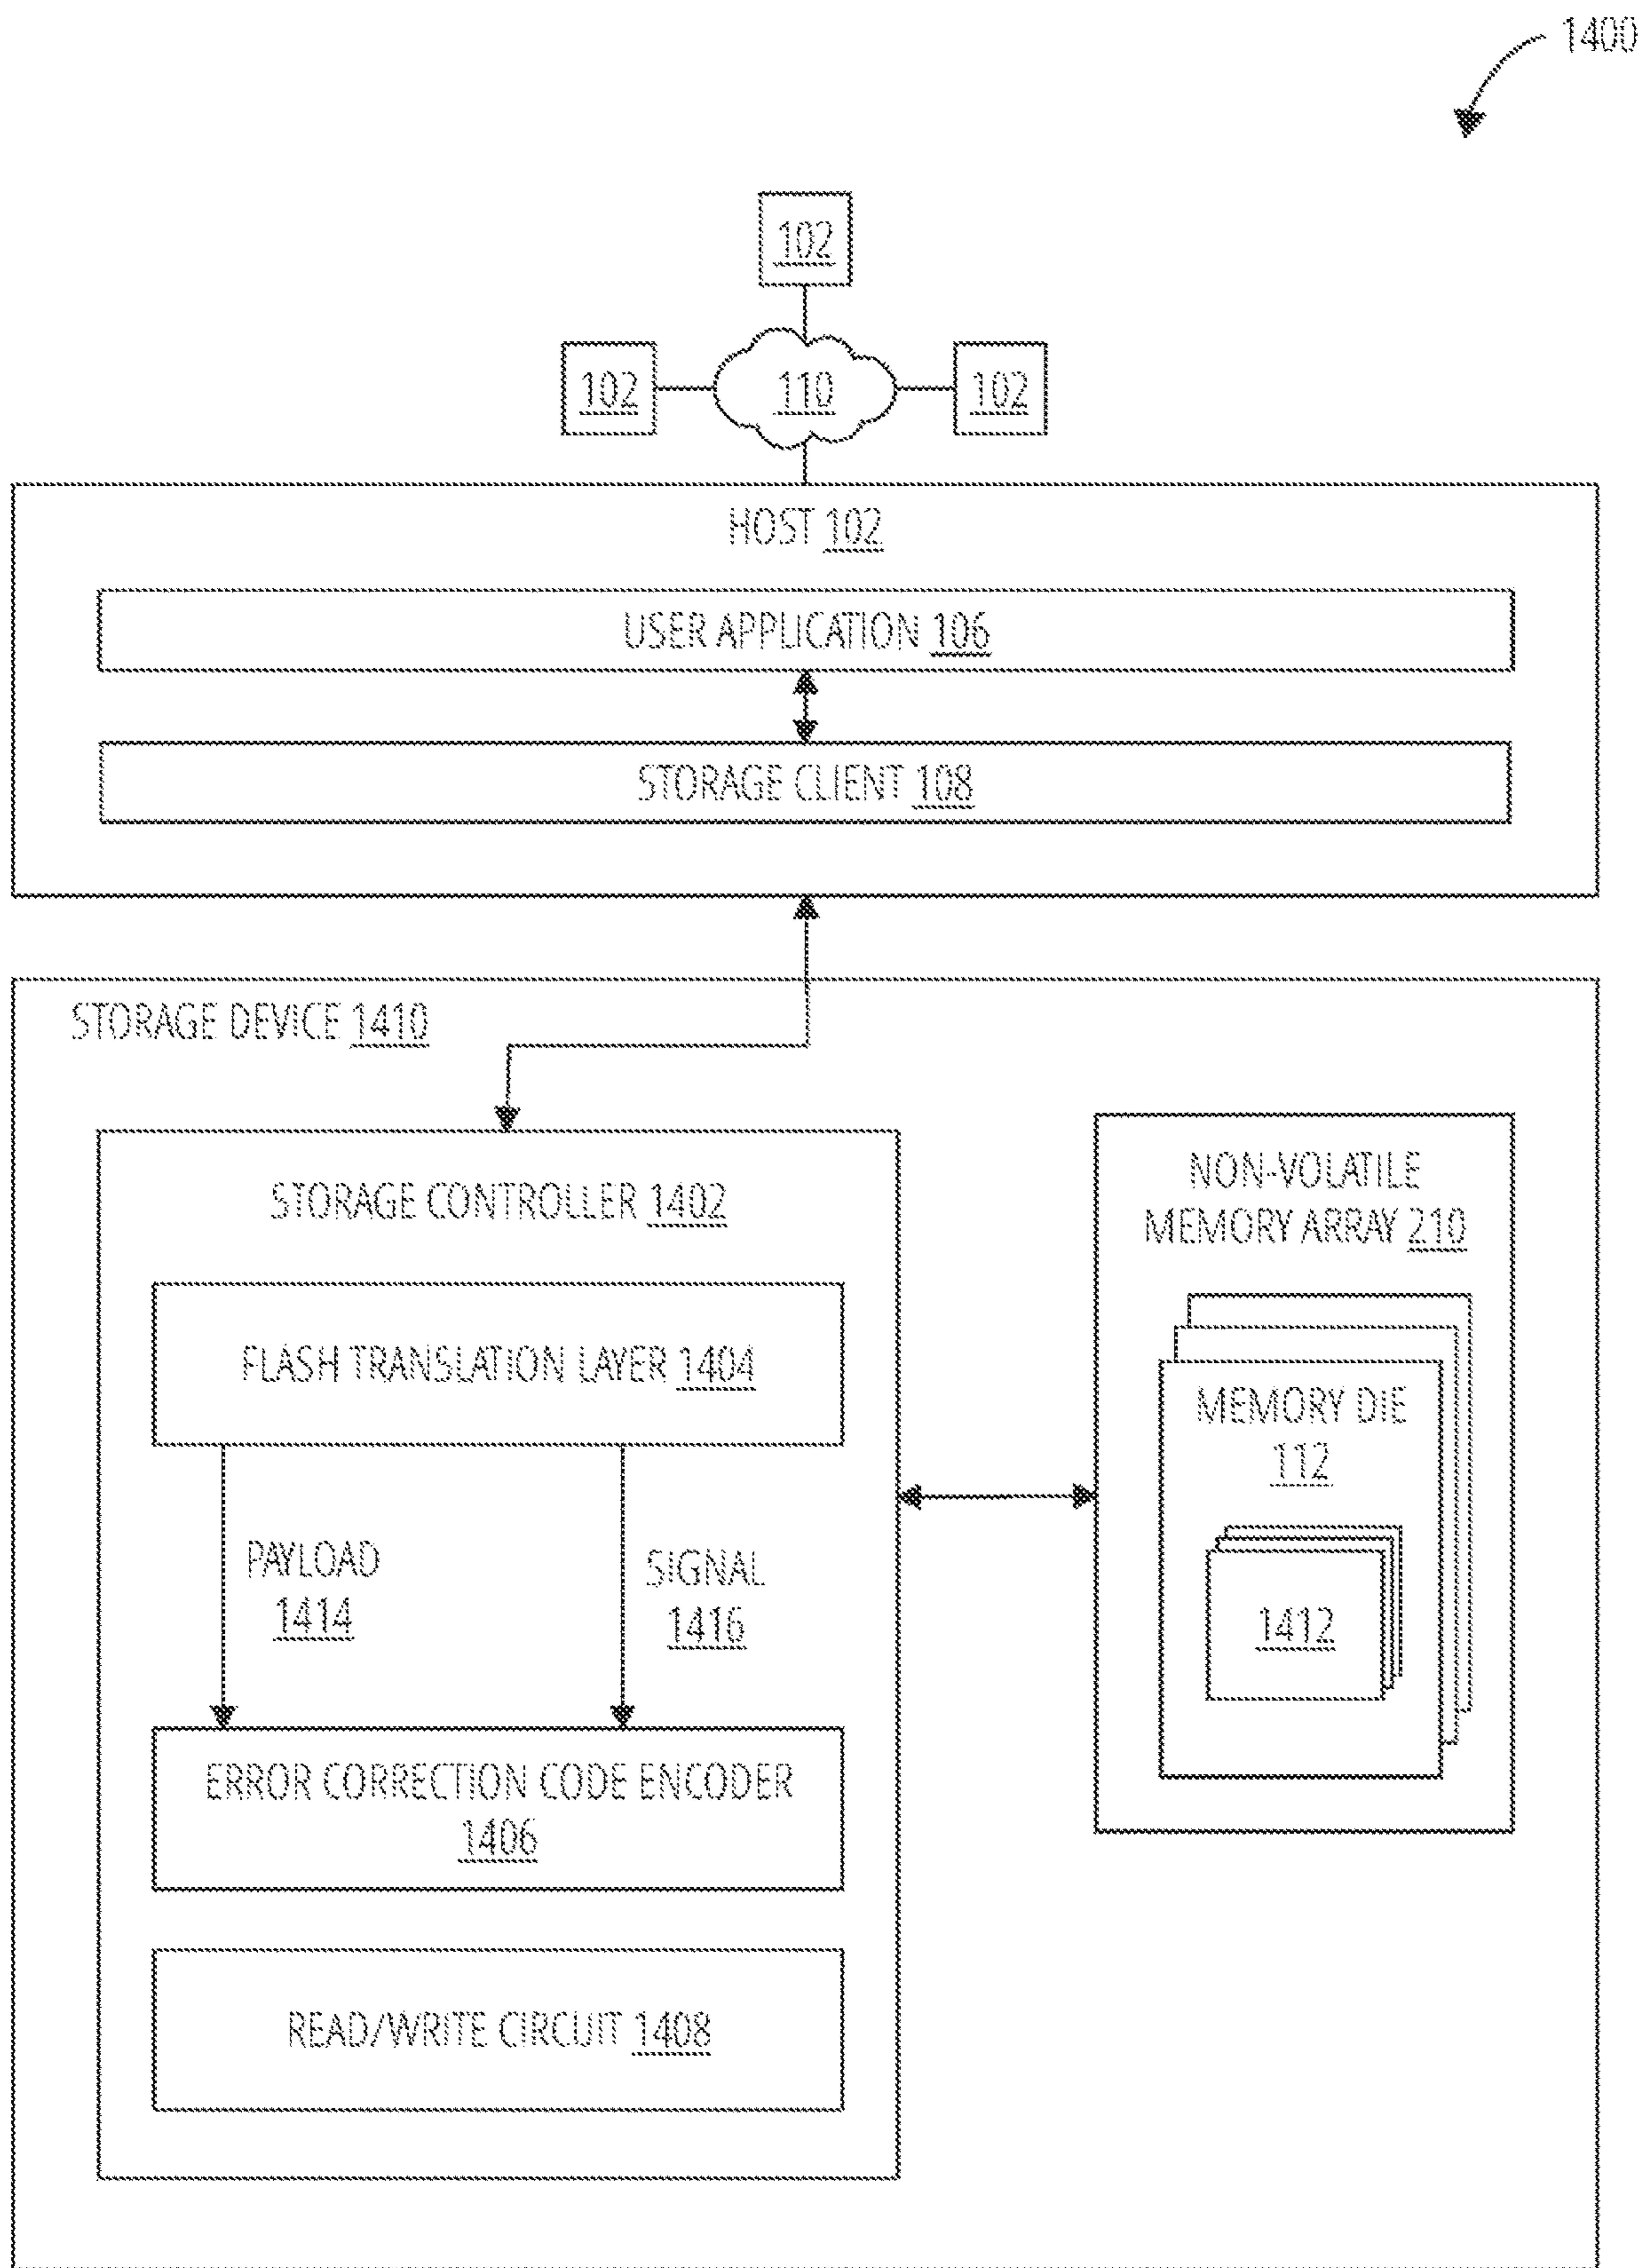 1400
102
102
110
102
HOST 102
USER APPLICATION 106
STORAGE CLIENT 108
STORAGE DEVICE 1410
STORAGE CONTROLLER 1402
FLASH TRANSLATION LAYER 1404
PAYLOAD
1414
SIGNAL
1416
ERROR CORRECTION CODE ENCODER
1406
READ/WRITE CIRCUIT 1408
NON-VOLATILE
MEMORY ARRAY 210
MEMORY DIE
112
1412